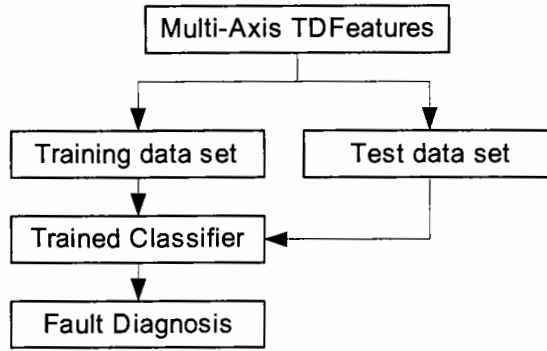 Multi-Axis TDFeatures
Training data set
Test data set
Trained Classifier
Fault Diagnosis